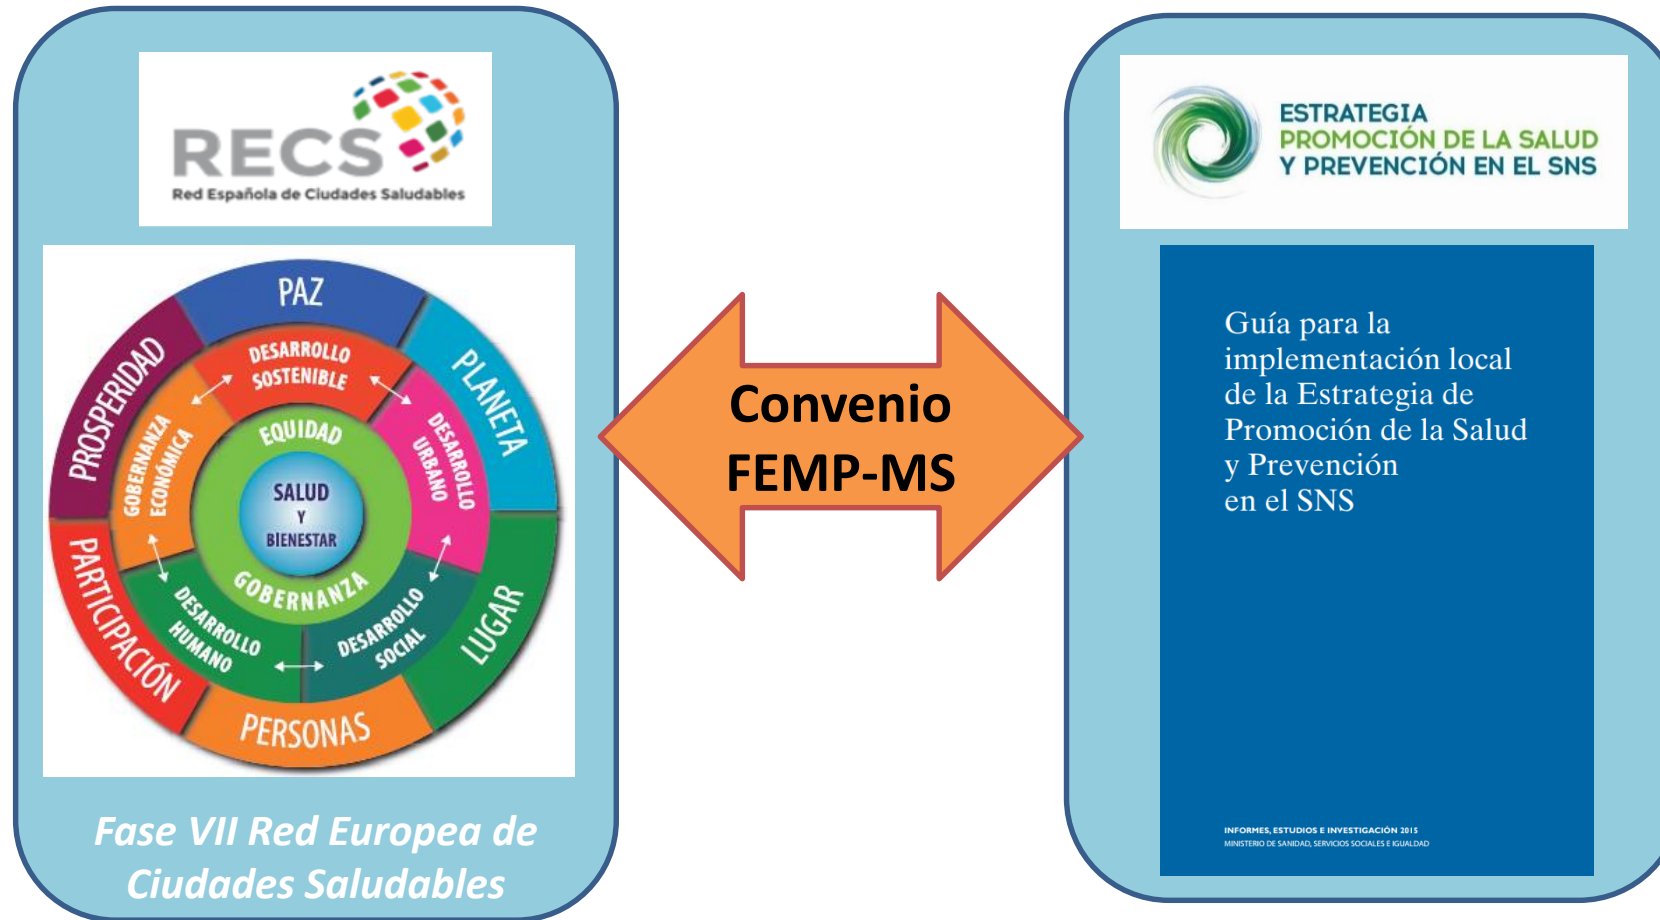 RECS
Red Española de Ciudades Saludables
PAZ
PLANETA
LUGAR
PERSONAS
PARTICIPACIÓN
PROSPERIDAD
DESARROLLO
SOSTENIBLE
DESARROLLO
URBANO
DESARROLLO
SOCIAL
DESARROLLO
HUMANO
GOBERNANZA
ECONÓMICA
EQUIDAD
GOBERNANZA
SALUD
Y
BIENESTAR
Fase VII Red Europea de
Ciudades Saludables
Convenio
FEMP-MS
ESTRATEGIA
PROMOCIÓN DE LA SALUD
Y PREVENCIÓN EN EL SNS
Guía para la
implementación local
de la Estrategia de
Promoción de la Salud
y Prevención
en el SNS
INFORMES, ESTUDIOS E INVESTIGACIÓN 2015
MINISTERIO DE SANIDAD, SERVICIOS SOCIALES E IGUALDAD